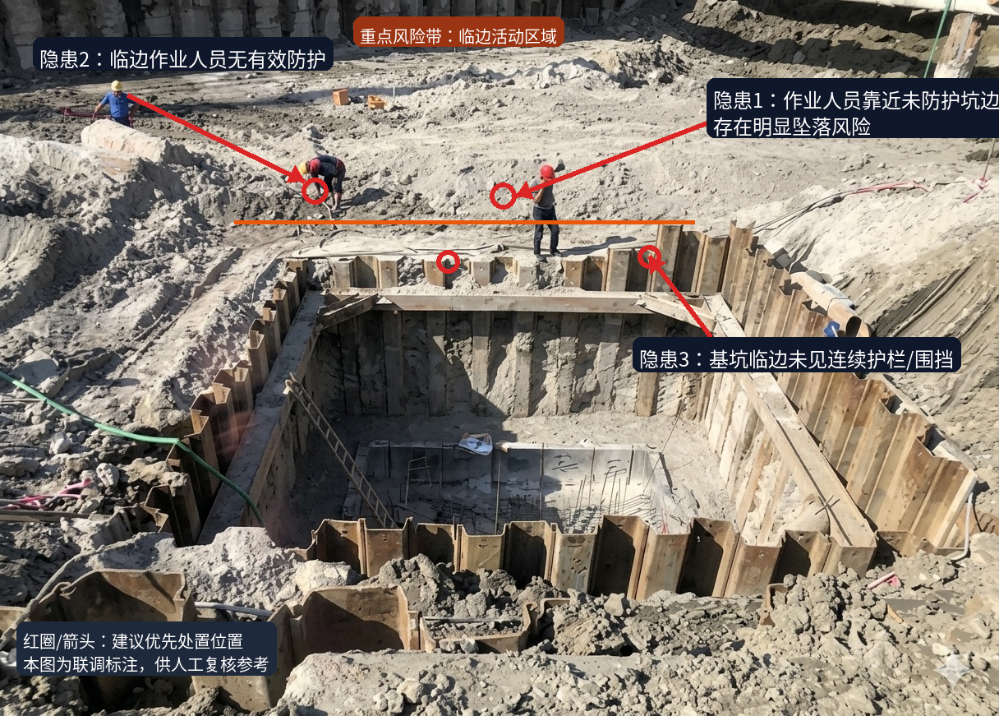 重点风险带：临边活动区域
隐患2：临边作业人员无有效防护
隐患1：作业人员靠近未防护坑边
存在明显坠落风险
隐患3：基坑临边未见连续护栏/围挡
红圈/箭头：建议优先处置位置
本图为联调标注，供人工复核参考